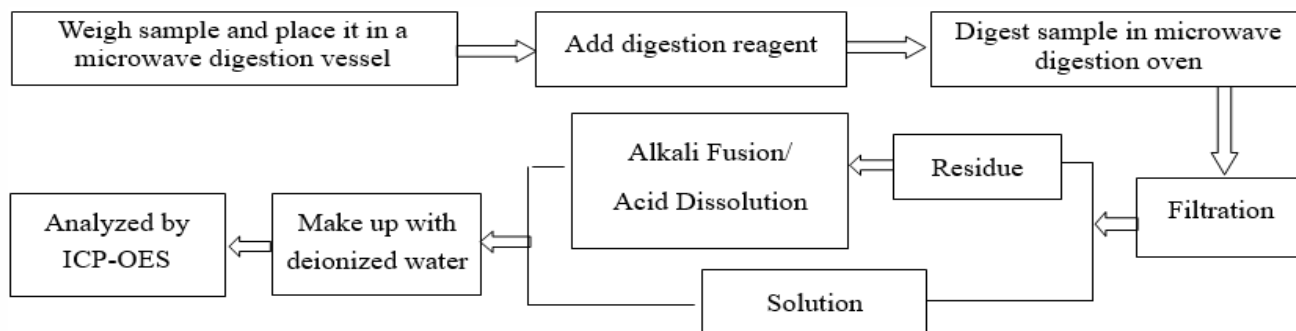 Weigh sample and place it in a
microwave digestion vessel
Add digestion reagent
Digest sample in microwave
digestion oven
Filtration
Residue
Alkali Fusion/
Acid Dissolution
Solution
Make up with
deionized water
Analyzed by
ICP-OES